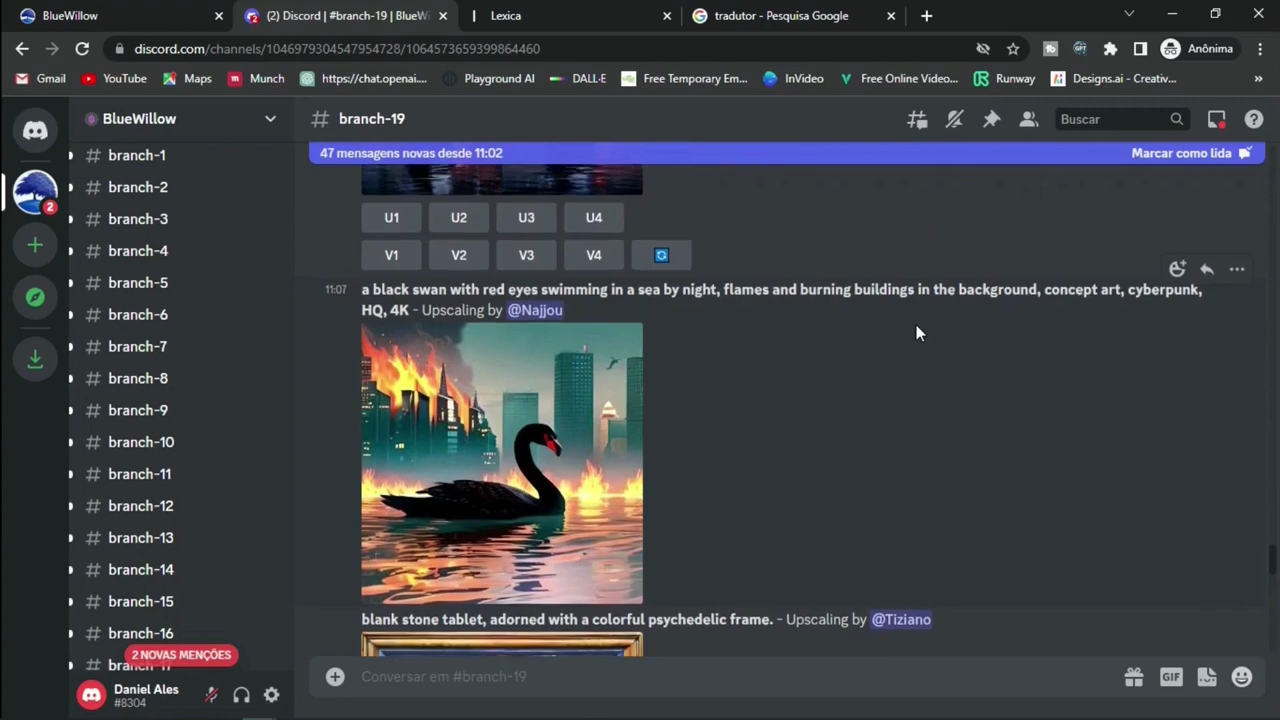 BlueWillow
(2) Discord | #branch-19 | BlueWi
Lexica
tradutor - Pesquisa Google
discord.com/channels/1046979304547954728/1064573659399864460
Anônima
Gmail
YouTube
Maps
Munch
https://chat.openai....
Playground AI
DALL·E
Free Temporary Em...
InVideo
Free Online Video...
Runway
Designs.ai - Creativ...
BlueWillow
branch-19
Buscar
47 mensagens novas desde 11:02
Marcar como lida
branch-1
branch-2
branch-3
branch-4
branch-5
branch-6
branch-7
branch-8
branch-9
branch-10
branch-11
branch-12
branch-13
branch-14
branch-15
branch-16
2 NOVAS MENÇÕES
Daniel Ales
#8304
U1 U2 U3 U4
V1 V2 V3 V4
11:07 a black swan with red eyes swimming in a sea by night, flames and burning buildings in the background, concept art, cyberpunk,
HQ, 4K - Upscaling by @Najjou
blank stone tablet, adorned with a colorful psychedelic frame. - Upscaling by @Tiziano
Conversar em #branch-19
GIF